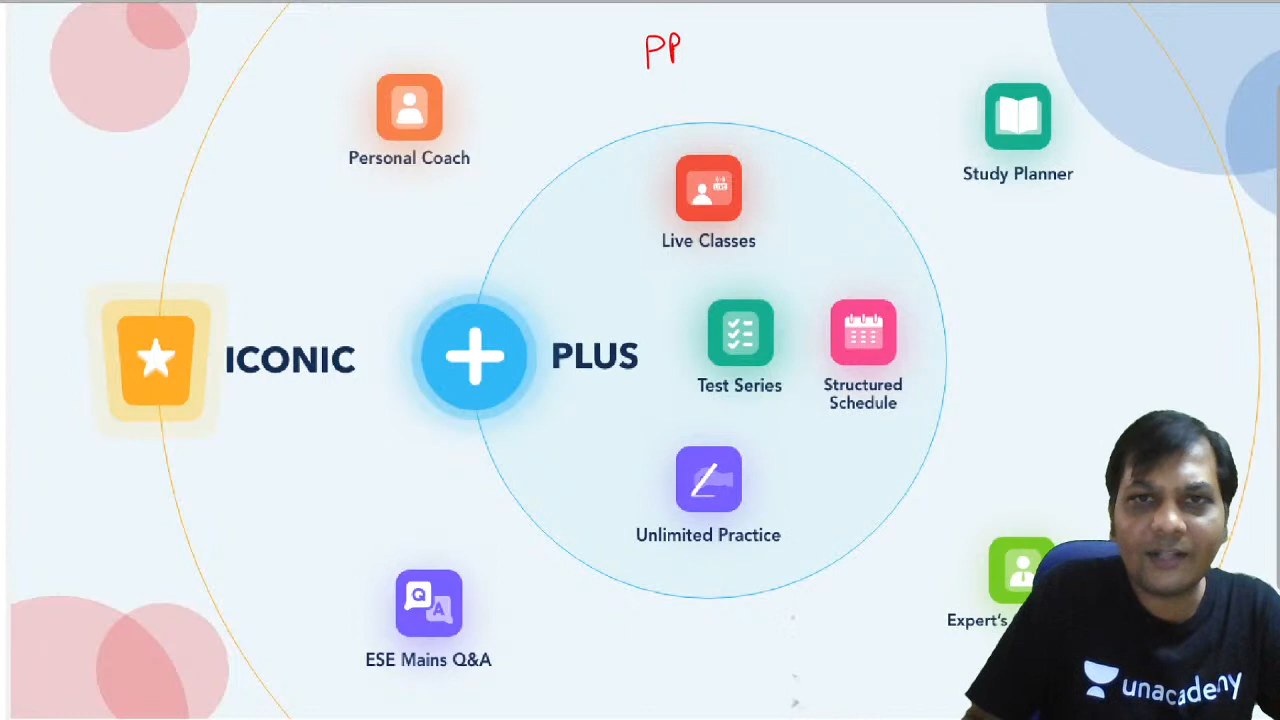 PP
Personal Coach
Study Planner
Live Classes
LIVE
ICONIC
PLUS
Test Series
Structured
Schedule
Unlimited Practice
Q
A
ESE Mains Q&A
Expert's
unacademy